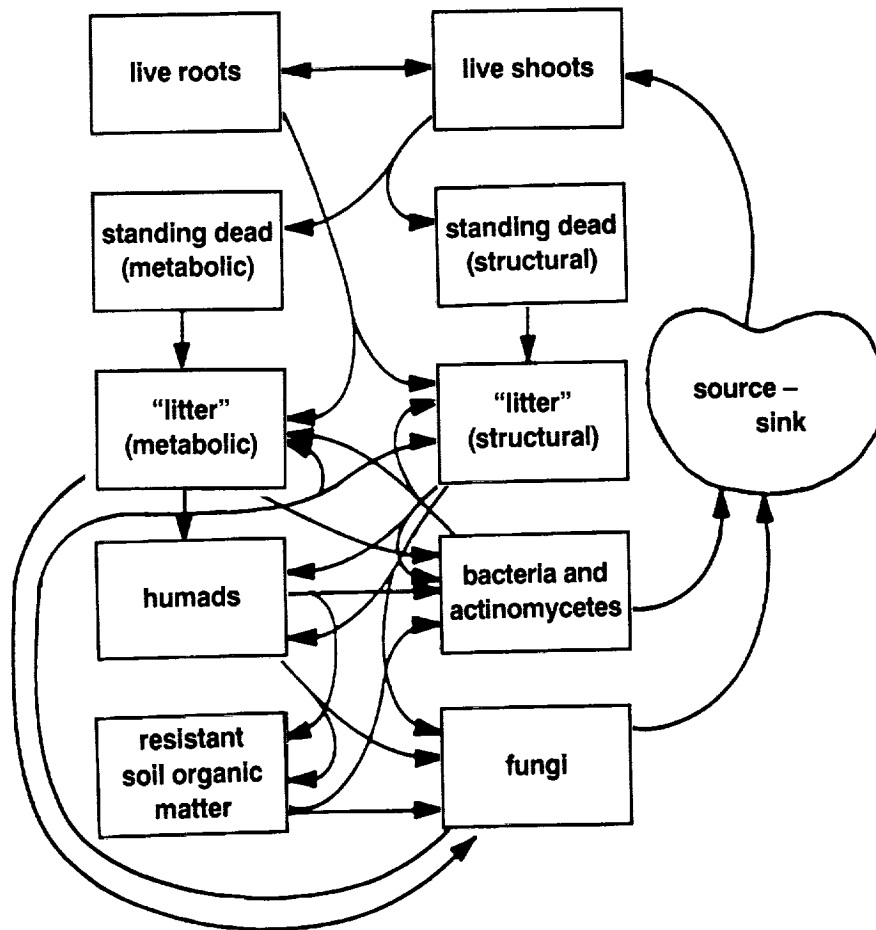 live roots
live shoots
standing dead
(metabolic)
standing dead
(structural)
“litter”
(metabolic)
“litter”
(structural)
source –
sink
humads
bacteria and
actinomycetes
resistant
soil organic
matter
fungi